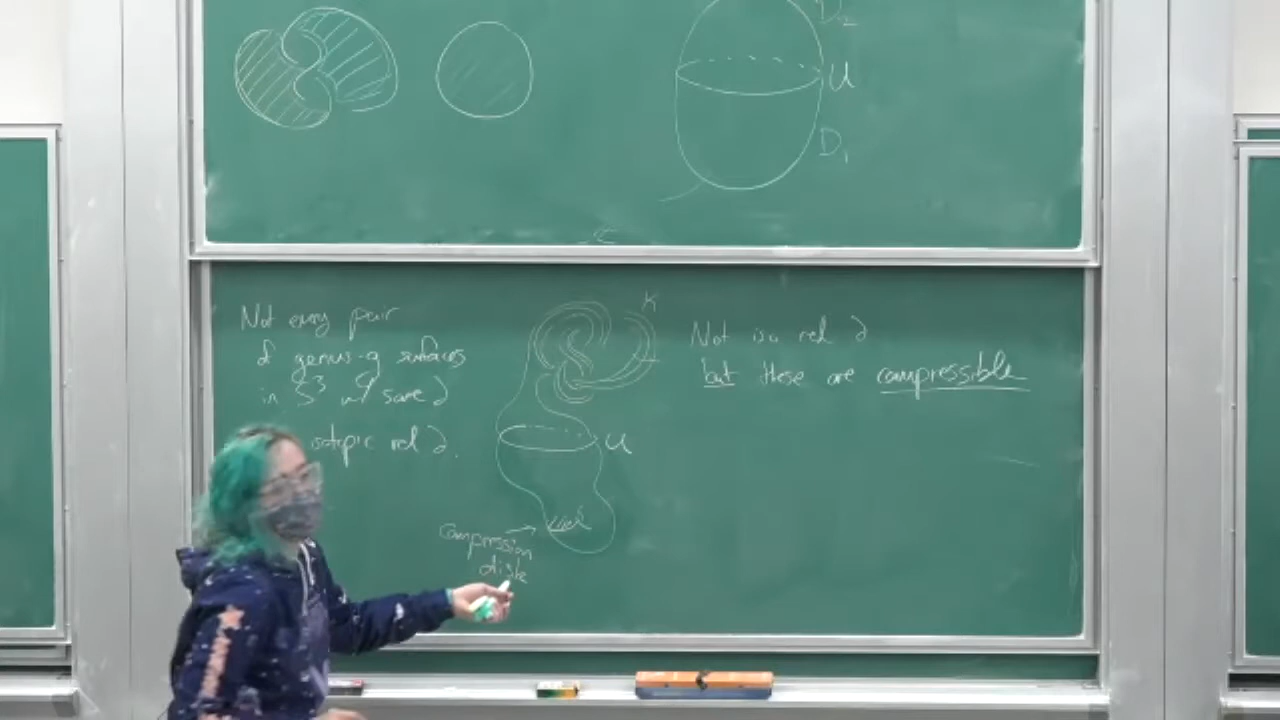 D₂
U
D₁
Not every pair
of genus-g surfaces
in S³ w/ same ∂
isotopic rel ∂.
K
U
compression
disk
Not iso rel ∂
but these are compressible